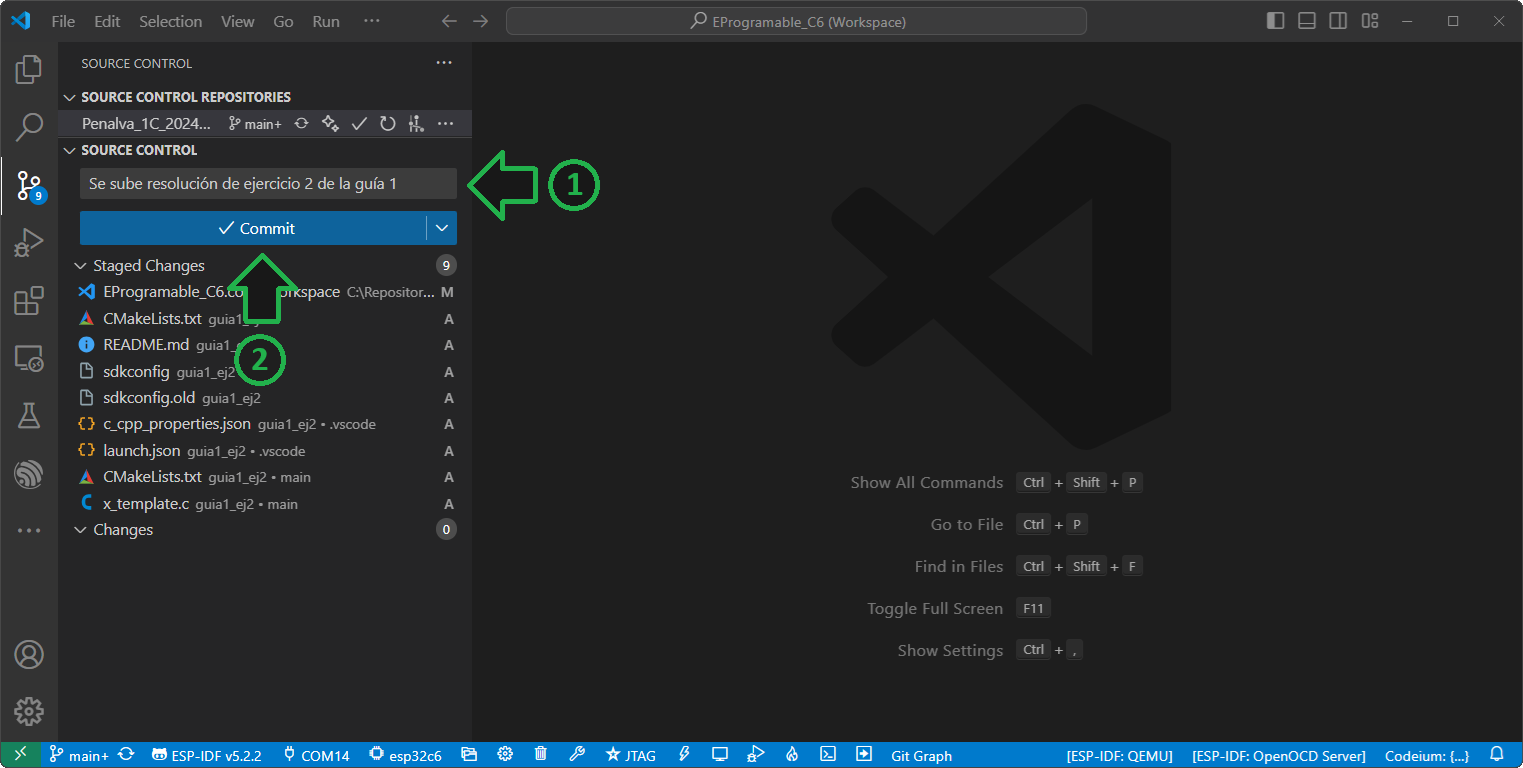 File Edit Selection View Go Run ···
EProgramable_C6 (Workspace)
SOURCE CONTROL ···
SOURCE CONTROL REPOSITORIES
Penalva_1C_2024... main+ ···
SOURCE CONTROL
Se sube resolución de ejercicio 2 de la guía 1
1
Commit
9
Staged Changes 9
EProgramable_C6.co orkspace C:\Repositor... M
CMakeLists.txt guia1_ej2 A
README.md guia1_e A
2
sdkconfig guia1_ej2 A
sdkconfig.old guia1_ej2 A
c_cpp_properties.json guia1_ej2 • .vscode A
launch.json guia1_ej2 • .vscode A
CMakeLists.txt guia1_ej2 • main A
x_template.c guia1_ej2 • main A
Changes 0
Show All Commands Ctrl + Shift + P
Go to File Ctrl + P
Find in Files Ctrl + Shift + F
Toggle Full Screen F11
Show Settings Ctrl + ,
main+ ESP-IDF v5.2.2 COM14 esp32c6 JTAG Git Graph [ESP-IDF: QEMU] [ESP-IDF: OpenOCD Server] Codeium: {...}